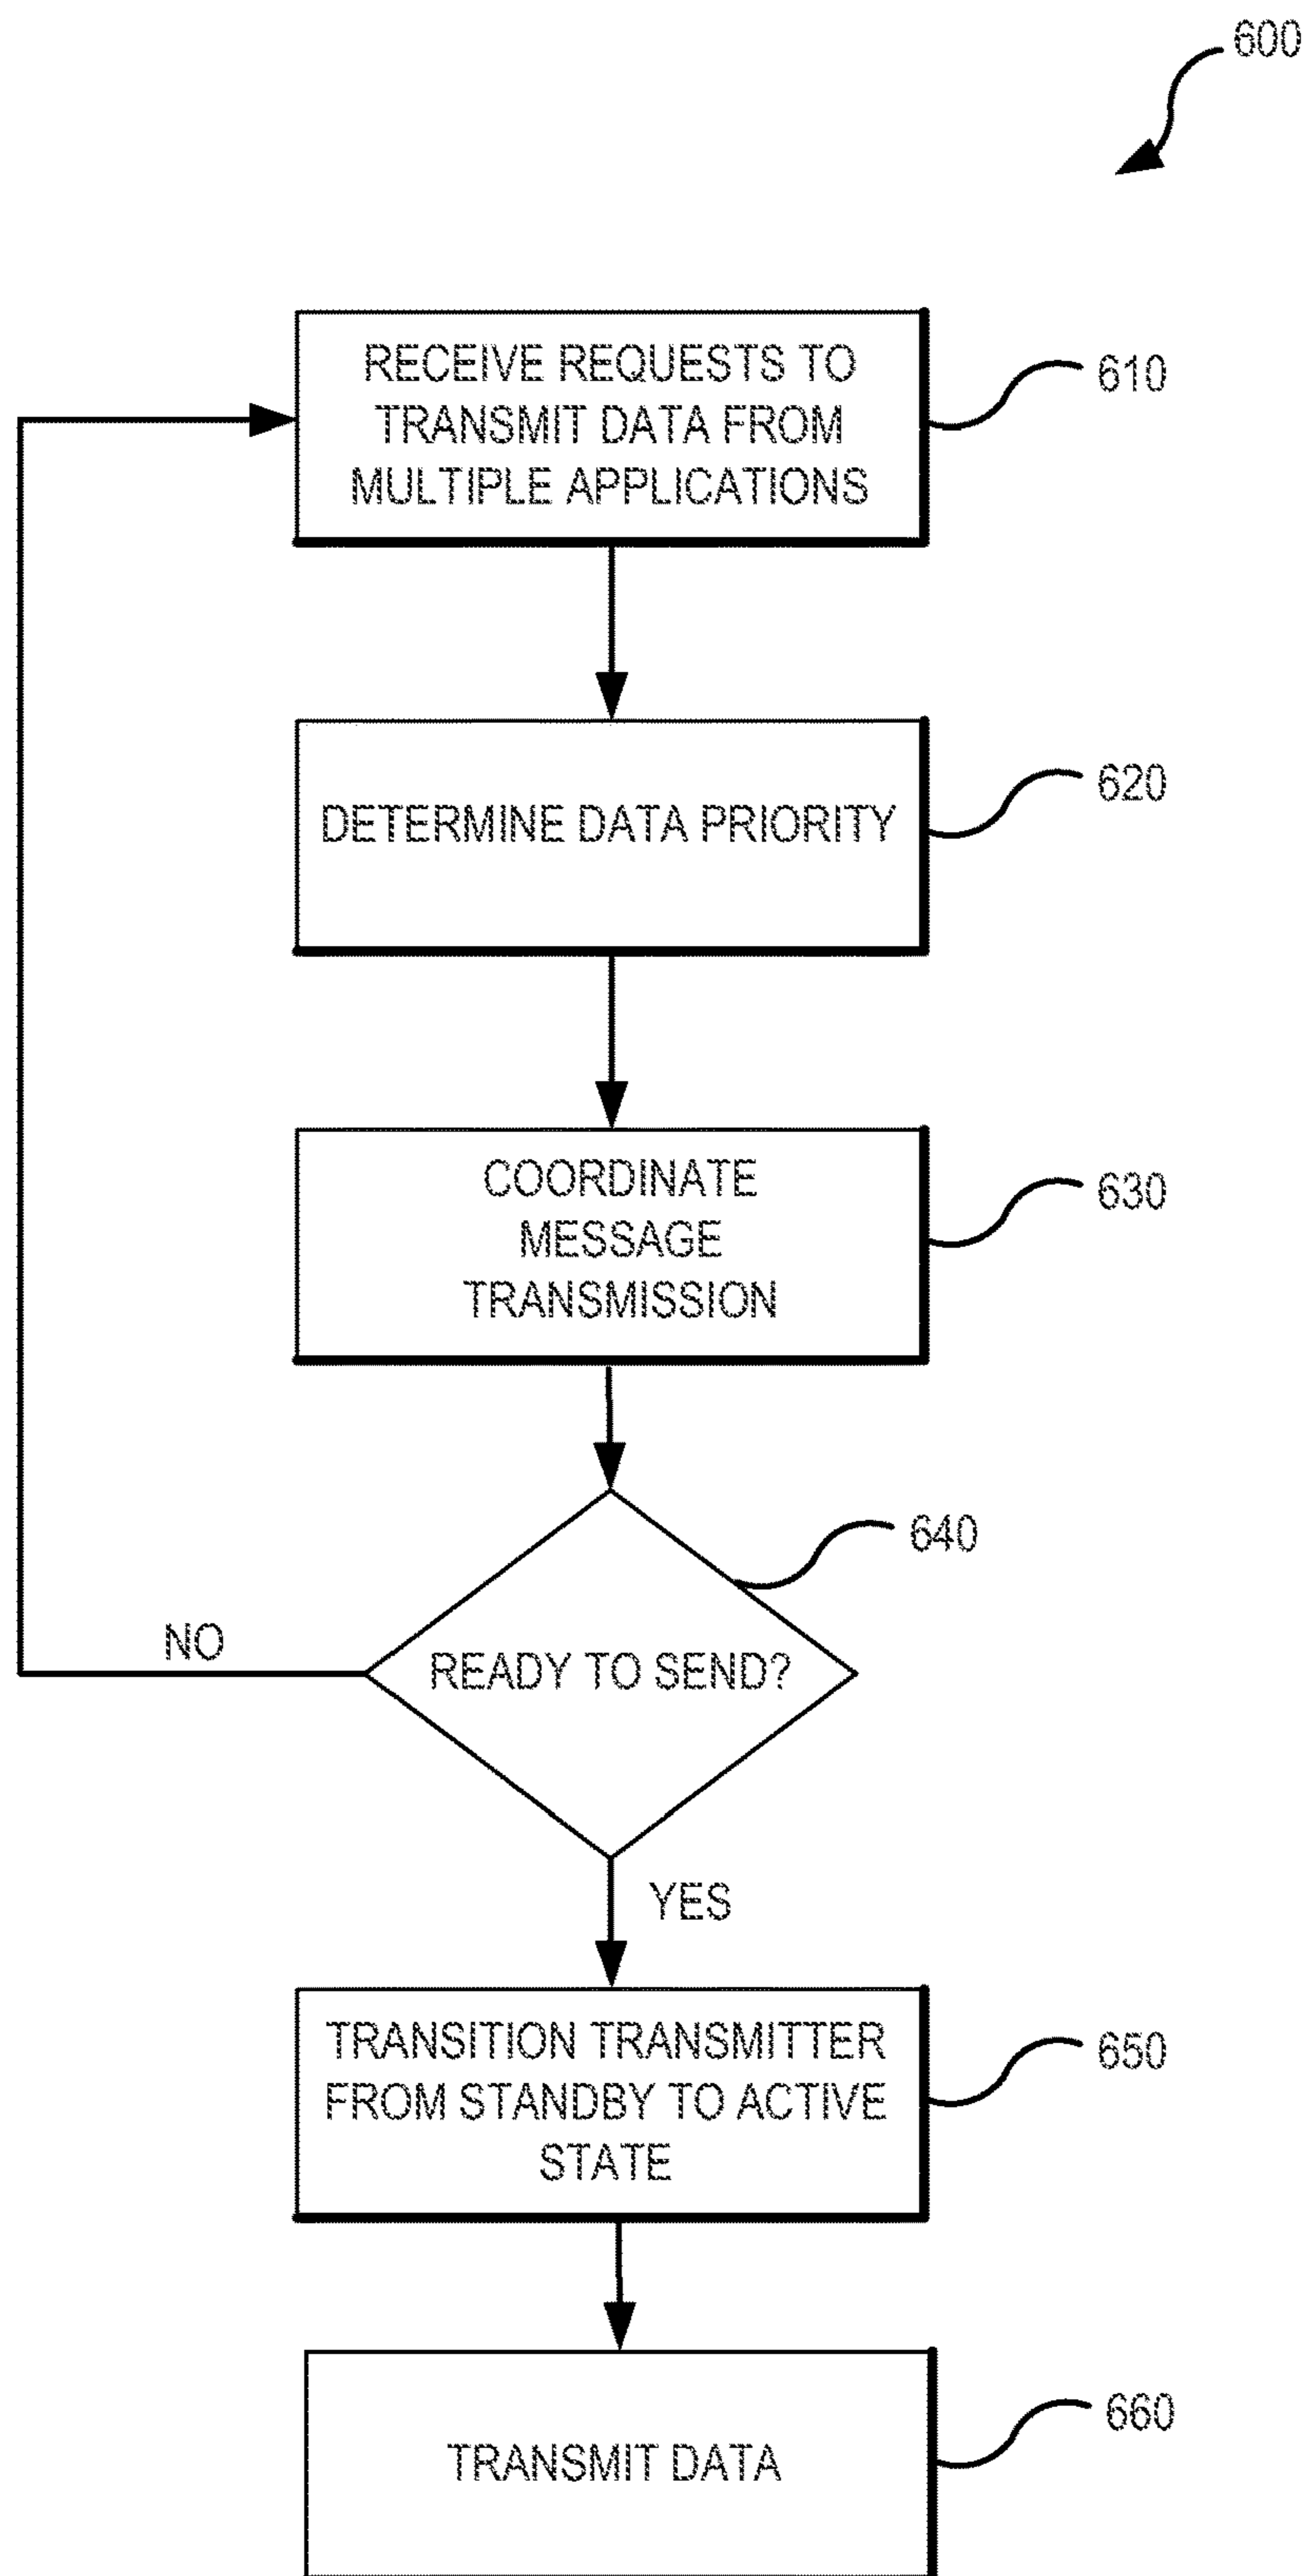 600
RECEIVE REQUESTS TO
TRANSMIT DATA FROM
MULTIPLE APPLICATIONS
610
DETERMINE DATA PRIORITY
620
COORDINATE
MESSAGE
TRANSMISSION
630
READY TO SEND?
640
NO
YES
TRANSITION TRANSMITTER
FROM STANDBY TO ACTIVE
STATE
650
TRANSMIT DATA
660